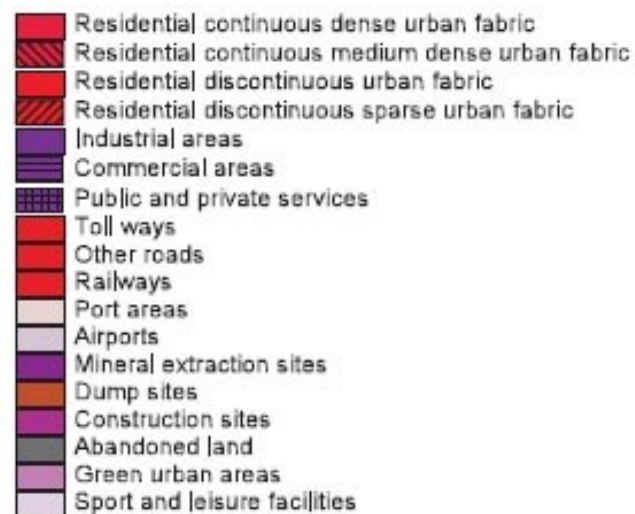 Residential continuous dense urban fabric
Residential continuous medium dense urban fabric
Residential discontinuous urban fabric
Residential discontinuous sparse urban fabric
Industrial areas
Commercial areas
Public and private services
Toll ways
Other roads
Railways
Port areas
Airports
Mineral extraction sites
Dump sites
Construction sites
Abandoned land
Green urban areas
Sport and leisure facilities